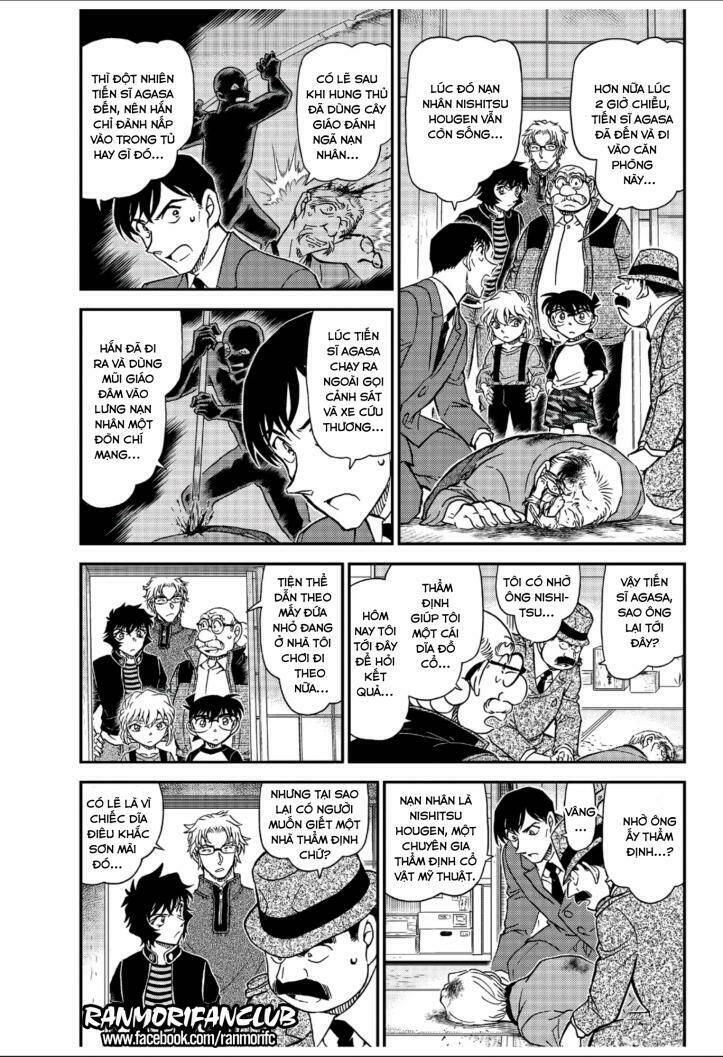 HƠN NỮA LÚC
2 GIỜ CHIỀU,
TIẾN SĨ AGASA
ĐÃ ĐẾN VÀ ĐI
VÀO CĂN
PHÒNG
NÀY...
LÚC ĐÓ NẠN
NHÂN NISHITSU
HOUGEN VẪN
CÒN SỐNG...
CÓ LẼ SAU
KHI HUNG THỦ
ĐÃ DÙNG CÂY
GIÁO ĐÁNH
NGÃ NẠN
NHÂN...
THÌ ĐỘT NHIÊN
TIẾN SĨ AGASA
ĐẾN, NÊN HẮN
CHỈ ĐÀNH NẤP
VÀO TRONG TỦ
HAY GÌ ĐÓ...
LÚC TIẾN
SĨ AGASA
CHẠY RA
NGOÀI GỌI
CẢNH SÁT
VÀ XE CỨU
THƯƠNG...
HẮN ĐÃ ĐI
RA VÀ DÙNG
MŨI GIÁO
ĐÂM VÀO
LƯNG NẠN
NHÂN MỘT
ĐÒN CHÍ
MẠNG...
VẬY TIẾN
SĨ AGASA,
SAO ÔNG
LẠI TỚI
ĐÂY?
TÔI CÓ NHỜ
ÔNG NISHI-
TSU...
THẨM
ĐỊNH
GIÚP TÔI
MỘT CÁI
DĨA ĐỒ
CỔ...
HÔM
NAY TÔI
TỚI ĐÂY
ĐỂ HỎI
KẾT
QUẢ...
TIỆN THỂ
DẪN THEO
MẤY ĐỨA
NHỎ ĐANG
Ở NHÀ TÔI
CHƠI ĐI
THEO
NỮA...
NHỜ ÔNG
ẤY THẨM
ĐỊNH...?
VÂNG...
NẠN NHÂN LÀ
NISHITSU
HOUGEN, MỘT
CHUYÊN GIA
THẨM ĐỊNH CỔ
VẬT MỸ THUẬT.
NHƯNG TẠI SAO
LẠI CÓ NGƯỜI
MUỐN GIẾT MỘT
NHÀ THẨM ĐỊNH
CHỨ?
CÓ LẼ LÀ VÌ
CHIẾC DĨA
ĐIÊU KHẮC
SƠN MÀI
ĐÓ...
RANMORIFANCLUB
www.facebook.com/ranmorifc